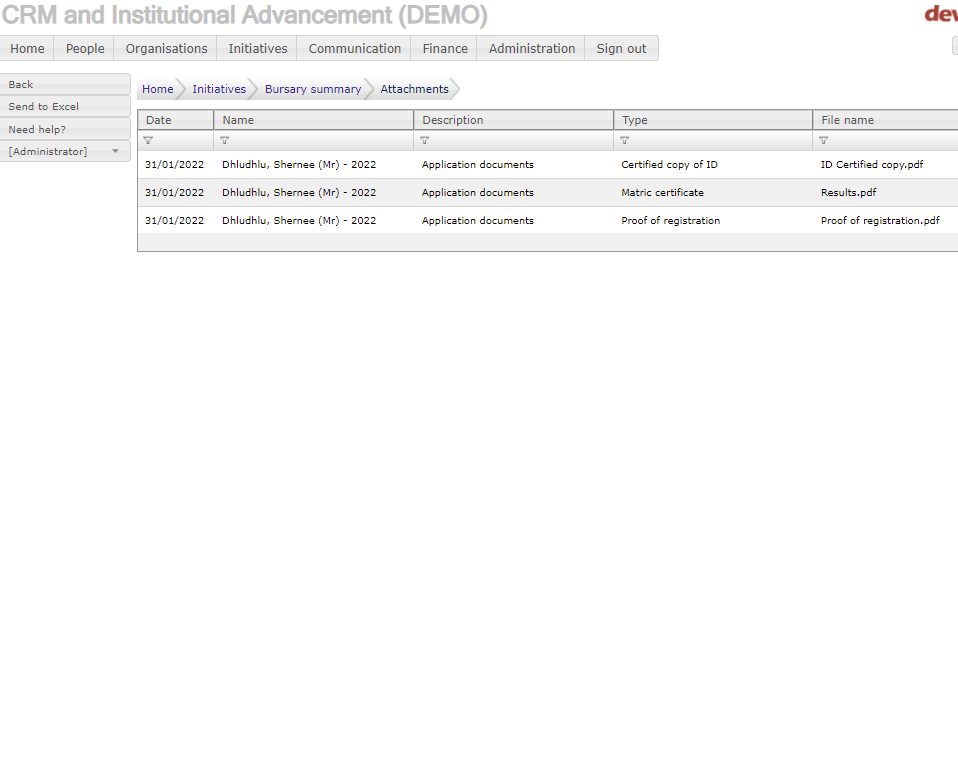 CRM and Institutional Advancement (DEMO)
dev
Home People Organisations Initiatives Communication Finance Administration Sign out
Back
Send to Excel
Need help?
[Administrator]
Home Initiatives Bursary summary Attachments
Date Name Description Type File name
31/01/2022 Dhludhlu, Shernee (Mr) - 2022 Application documents Certified copy of ID ID Certified copy.pdf
31/01/2022 Dhludhlu, Shernee (Mr) - 2022 Application documents Matric certificate Results.pdf
31/01/2022 Dhludhlu, Shernee (Mr) - 2022 Application documents Proof of registration Proof of registration.pdf